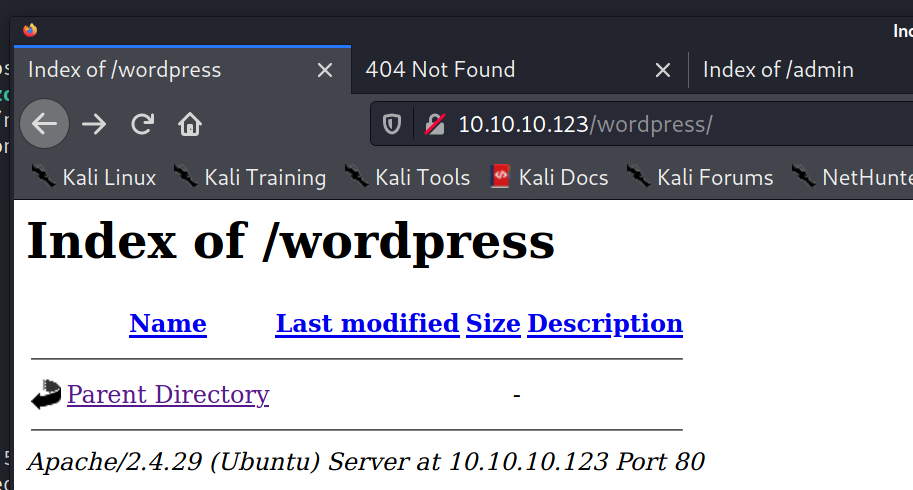 Inc
Index of /wordpress 404 Not Found Index of /admin
10.10.10.123/wordpress/
Kali Linux Kali Training Kali Tools Kali Docs Kali Forums NetHunte
Index of /wordpress
Name Last modified Size Description
Parent Directory -
Apache/2.4.29 (Ubuntu) Server at 10.10.10.123 Port 80